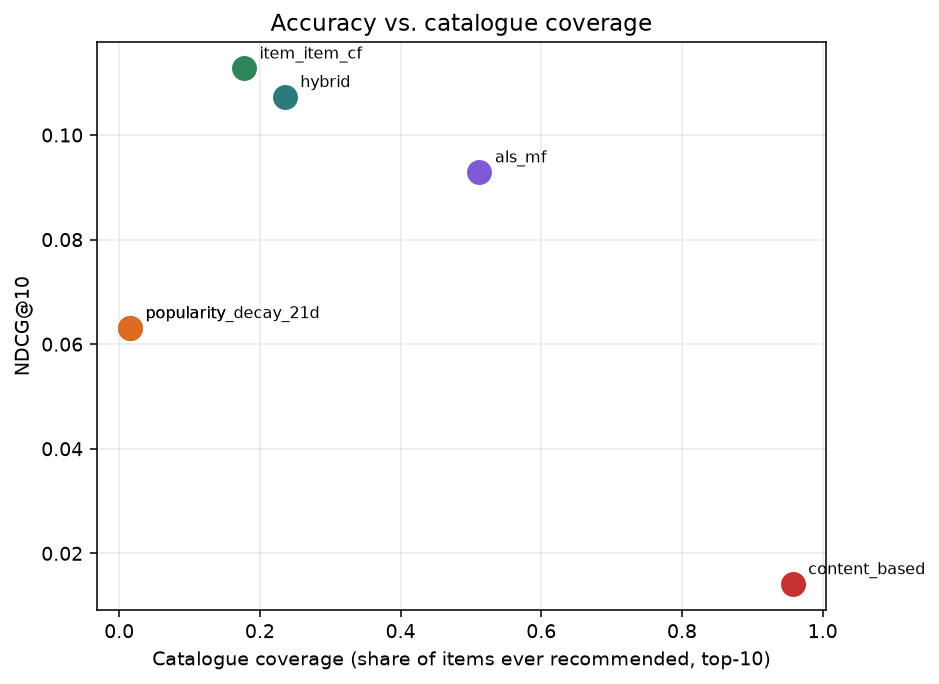 Accuracy vs. catalogue coverage
item_item_cf
hybrid
als_mf
popularity_decay_21d
content_based
NDCG@10
0.10
0.08
0.06
0.04
0.02
0.0 0.2 0.4 0.6 0.8 1.0
Catalogue coverage (share of items ever recommended, top-10)